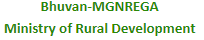 Bhuvan-MGNREGA
Ministry of Rural Development